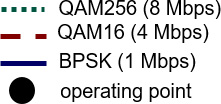 QAM256 (8 Mbps)
QAM16 (4 Mbps)
BPSK (1 Mbps)
operating point